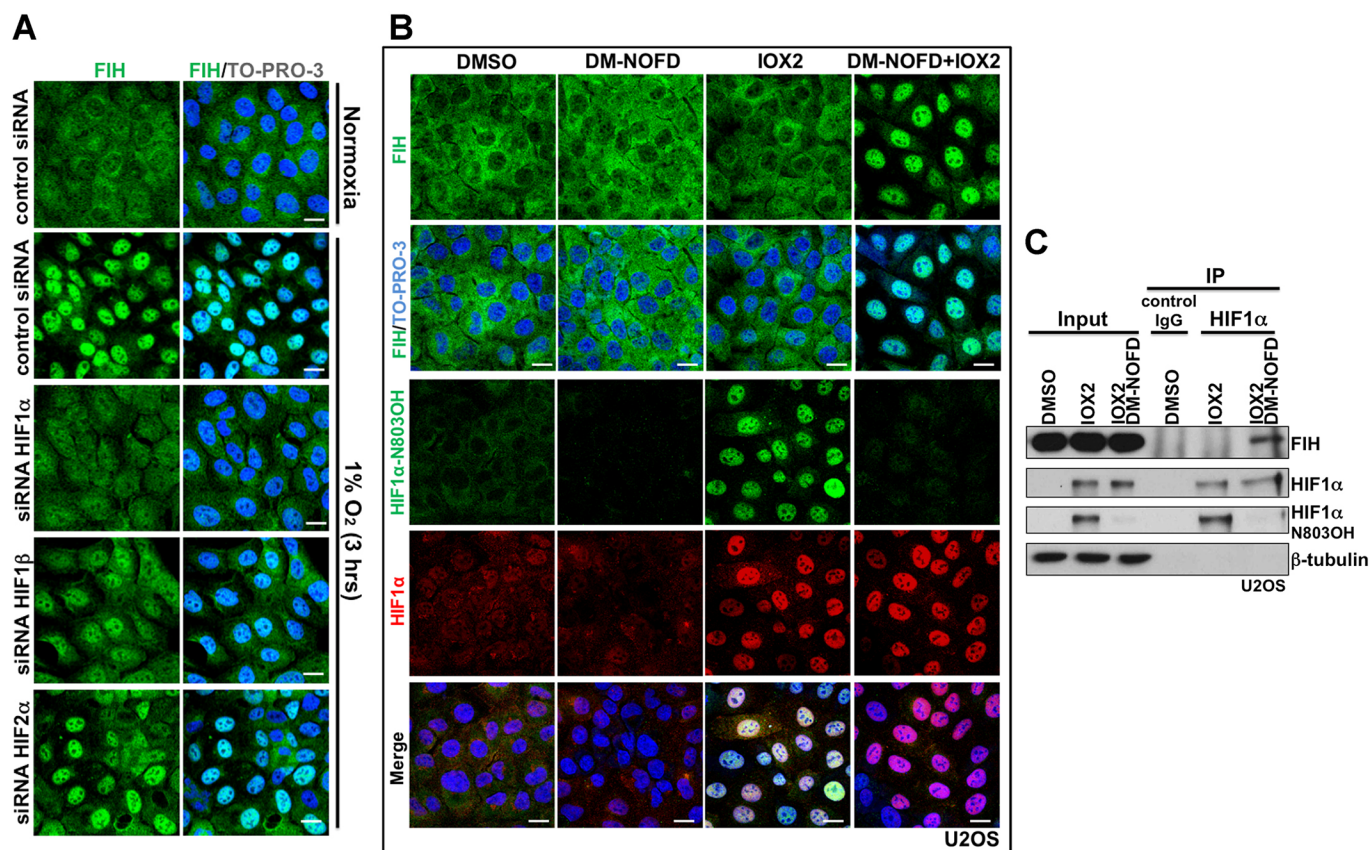 A
FIH
FIH/TO-PRO-3
control siRNA
Normoxia
control siRNA
siRNA HIF1α
siRNA HIF1β
siRNA HIF2α
1% O2 (3 hrs)
B
DMSO
DM-NOFD
IOX2
DM-NOFD+IOX2
FIH
FIH/TO-PRO-3
HIF1α-N803OH
HIF1α
Merge
U2OS
C
IP
control
IgG
Input
HIF1α
DMSO
IOX2
IOX2
DM-NOFD
DMSO
IOX2
IOX2
DM-NOFD
FIH
HIF1α
HIF1α
N803OH
β-tubulin
U2OS